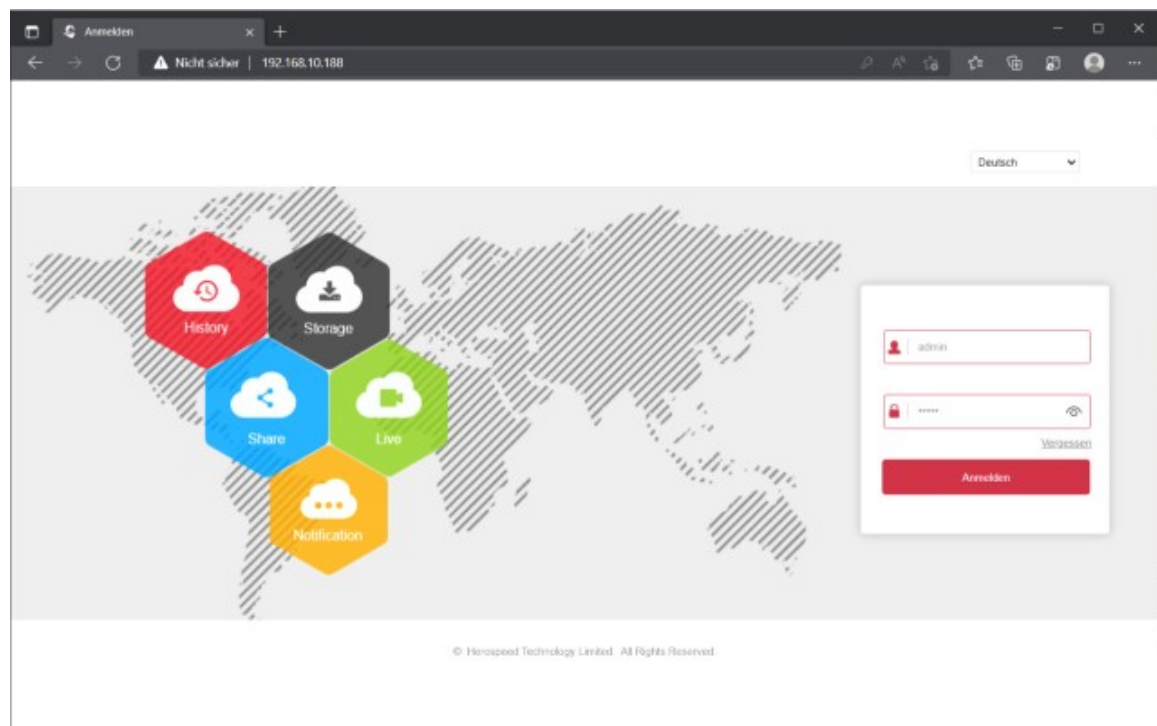 Anmelden
Nicht sicher | 192.168.10.188
Deutsch
History
Storage
Share
Live
Notification
admin
•••••
Vergessen
Anmelden
© Herospeed Technology Limited. All Rights Reserved.